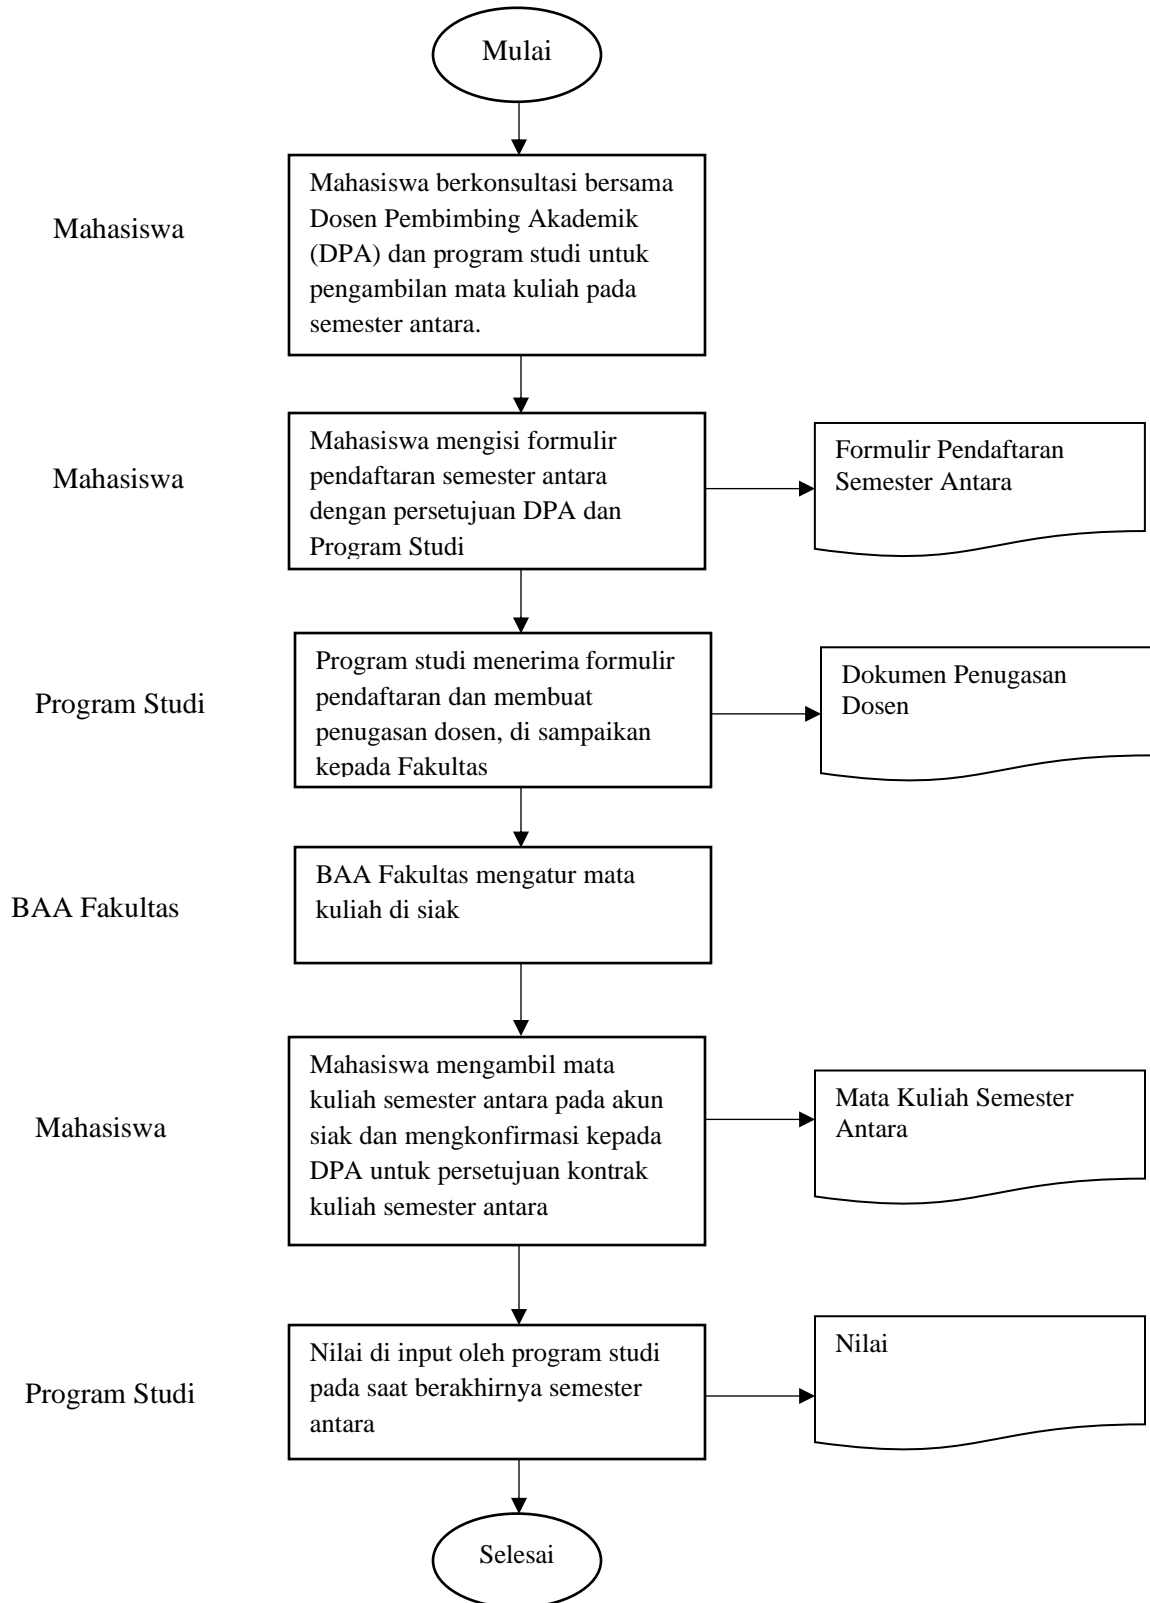 Mulai
Mahasiswa
Mahasiswa berkonsultasi bersama
Dosen Pembimbing Akademik
(DPA) dan program studi untuk
pengambilan mata kuliah pada
semester antara.
Mahasiswa
Mahasiswa mengisi formulir
pendaftaran semester antara
dengan persetujuan DPA dan
Program Studi
Formulir Pendaftaran
Semester Antara
Program Studi
Program studi menerima formulir
pendaftaran dan membuat
penugasan dosen, di sampaikan
kepada Fakultas
Dokumen Penugasan
Dosen
BAA Fakultas
BAA Fakultas mengatur mata
kuliah di siak
Mahasiswa
Mahasiswa mengambil mata
kuliah semester antara pada akun
siak dan mengkonfirmasi kepada
DPA untuk persetujuan kontrak
kuliah semester antara
Mata Kuliah Semester
Antara
Program Studi
Nilai di input oleh program studi
pada saat berakhirnya semester
antara
Nilai
Selesai